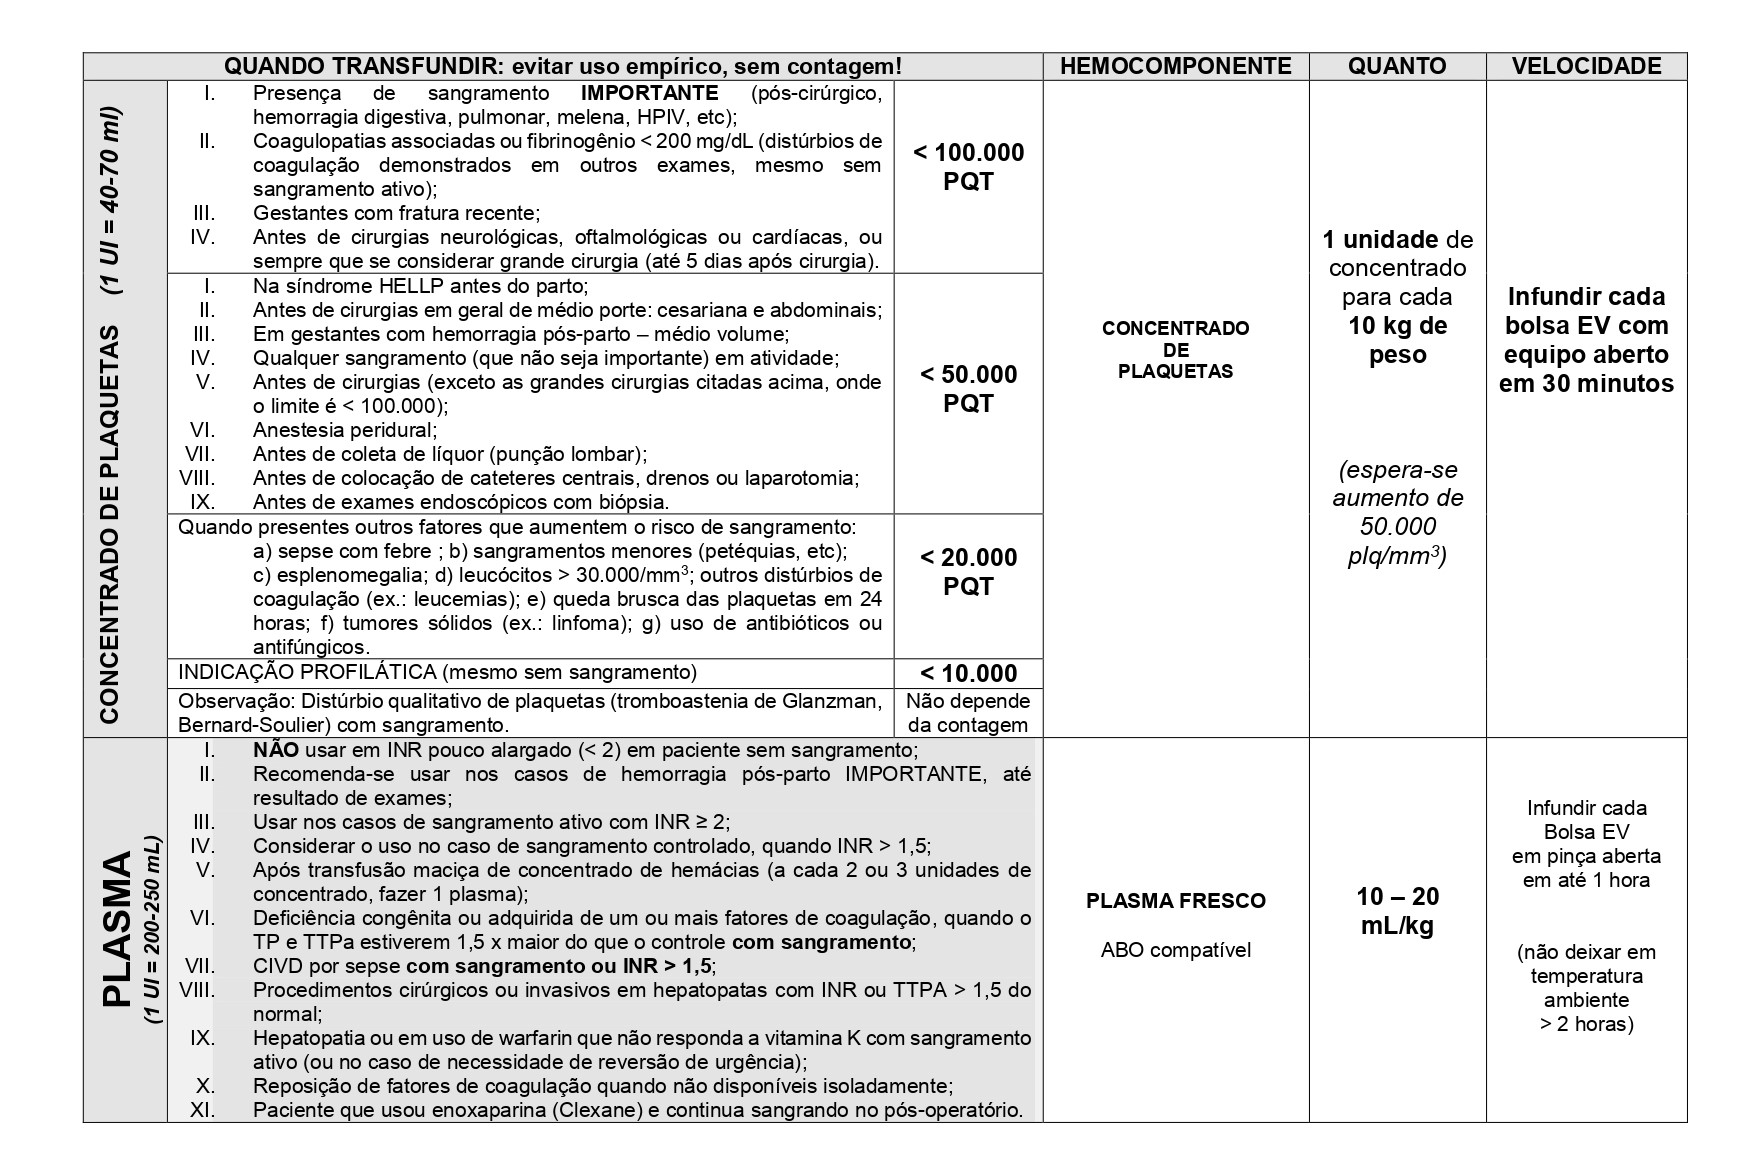 QUANDO TRANSFUNDIR: evitar uso empírico, sem contagem!
HEMOCOMPONENTE
QUANTO
VELOCIDADE
CONCENTRADO DE PLAQUETAS (1 UI = 40-70 ml)
I. Presença de sangramento IMPORTANTE (pós-cirúrgico,
hemorragia digestiva, pulmonar, melena, HPIV, etc);
II. Coagulopatias associadas ou fibrinogênio < 200 mg/dL (distúrbios de
coagulação demonstrados em outros exames, mesmo sem
sangramento ativo);
III. Gestantes com fratura recente;
IV. Antes de cirurgias neurológicas, oftalmológicas ou cardíacas, ou
sempre que se considerar grande cirurgia (até 5 dias após cirurgia).
< 100.000
PQT
I. Na síndrome HELLP antes do parto;
II. Antes de cirurgias em geral de médio porte: cesariana e abdominais;
III. Em gestantes com hemorragia pós-parto – médio volume;
IV. Qualquer sangramento (que não seja importante) em atividade;
V. Antes de cirurgias (exceto as grandes cirurgias citadas acima, onde
o limite é < 100.000);
VI. Anestesia peridural;
VII. Antes de coleta de líquor (punção lombar);
VIII. Antes de colocação de cateteres centrais, drenos ou laparotomia;
IX. Antes de exames endoscópicos com biópsia.
< 50.000
PQT
Quando presentes outros fatores que aumentem o risco de sangramento:
a) sepse com febre ; b) sangramentos menores (petéquias, etc);
c) esplenomegalia; d) leucócitos > 30.000/mm³; outros distúrbios de
coagulação (ex.: leucemias); e) queda brusca das plaquetas em 24
horas; f) tumores sólidos (ex.: linfoma); g) uso de antibióticos ou
antifúngicos.
< 20.000
PQT
INDICAÇÃO PROFILÁTICA (mesmo sem sangramento)
< 10.000
Observação: Distúrbio qualitativo de plaquetas (tromboastenia de Glanzman,
Bernard-Soulier) com sangramento.
Não depende
da contagem
CONCENTRADO
DE
PLAQUETAS
1 unidade de
concentrado
para cada
10 kg de
peso
(espera-se
aumento de
50.000
plq/mm³)
Infundir cada
bolsa EV com
equipo aberto
em 30 minutos
PLASMA
(1 UI = 200-250 mL)
I. NÃO usar em INR pouco alargado (< 2) em paciente sem sangramento;
II. Recomenda-se usar nos casos de hemorragia pós-parto IMPORTANTE, até
resultado de exames;
III. Usar nos casos de sangramento ativo com INR ≥ 2;
IV. Considerar o uso no caso de sangramento controlado, quando INR > 1,5;
V. Após transfusão maciça de concentrado de hemácias (a cada 2 ou 3 unidades de
concentrado, fazer 1 plasma);
VI. Deficiência congênita ou adquirida de um ou mais fatores de coagulação, quando o
TP e TTPa estiverem 1,5 x maior do que o controle com sangramento;
VII. CIVD por sepse com sangramento ou INR > 1,5;
VIII. Procedimentos cirúrgicos ou invasivos em hepatopatas com INR ou TTPA > 1,5 do
normal;
IX. Hepatopatia ou em uso de warfarin que não responda a vitamina K com sangramento
ativo (ou no caso de necessidade de reversão de urgência);
X. Reposição de fatores de coagulação quando não disponíveis isoladamente;
XI. Paciente que usou enoxaparina (Clexane) e continua sangrando no pós-operatório.
PLASMA FRESCO
ABO compatível
10 – 20
mL/kg
Infundir cada
Bolsa EV
em pinça aberta
em até 1 hora
(não deixar em
temperatura
ambiente
> 2 horas)